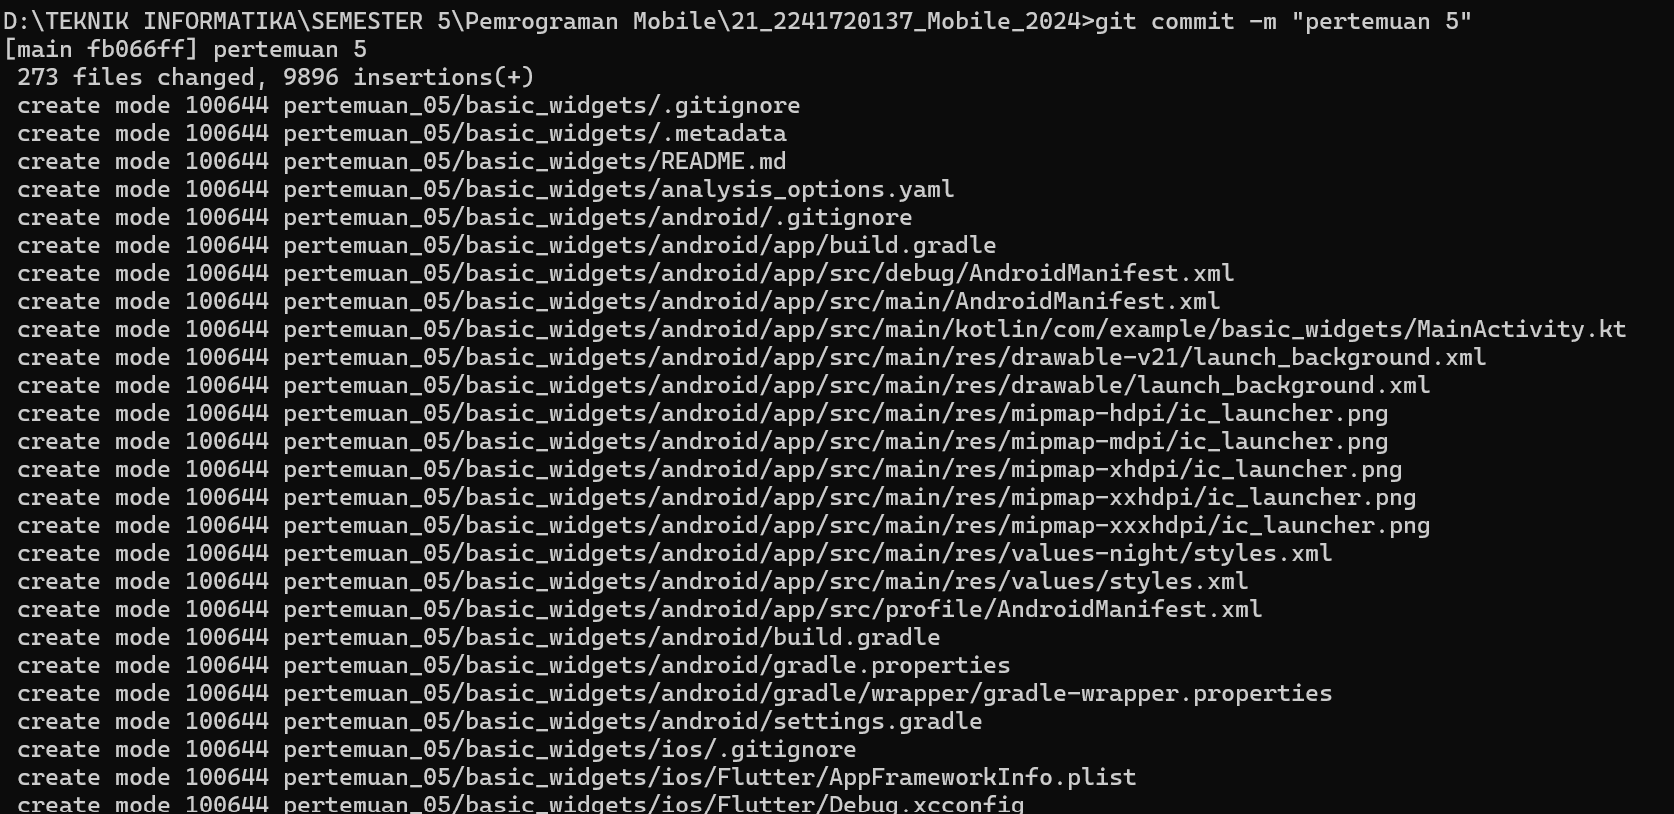 D:\TEKNIK INFORMATIKA\SEMESTER 5\Pemrograman Mobile\21_2241720137_Mobile_2024>git commit -m "pertemuan 5"
[main fb066ff] pertemuan 5
 273 files changed, 9896 insertions(+)
 create mode 100644 pertemuan_05/basic_widgets/.gitignore
 create mode 100644 pertemuan_05/basic_widgets/.metadata
 create mode 100644 pertemuan_05/basic_widgets/README.md
 create mode 100644 pertemuan_05/basic_widgets/analysis_options.yaml
 create mode 100644 pertemuan_05/basic_widgets/android/.gitignore
 create mode 100644 pertemuan_05/basic_widgets/android/app/build.gradle
 create mode 100644 pertemuan_05/basic_widgets/android/app/src/debug/AndroidManifest.xml
 create mode 100644 pertemuan_05/basic_widgets/android/app/src/main/AndroidManifest.xml
 create mode 100644 pertemuan_05/basic_widgets/android/app/src/main/kotlin/com/example/basic_widgets/MainActivity.kt
 create mode 100644 pertemuan_05/basic_widgets/android/app/src/main/res/drawable-v21/launch_background.xml
 create mode 100644 pertemuan_05/basic_widgets/android/app/src/main/res/drawable/launch_background.xml
 create mode 100644 pertemuan_05/basic_widgets/android/app/src/main/res/mipmap-hdpi/ic_launcher.png
 create mode 100644 pertemuan_05/basic_widgets/android/app/src/main/res/mipmap-mdpi/ic_launcher.png
 create mode 100644 pertemuan_05/basic_widgets/android/app/src/main/res/mipmap-xhdpi/ic_launcher.png
 create mode 100644 pertemuan_05/basic_widgets/android/app/src/main/res/mipmap-xxhdpi/ic_launcher.png
 create mode 100644 pertemuan_05/basic_widgets/android/app/src/main/res/mipmap-xxxhdpi/ic_launcher.png
 create mode 100644 pertemuan_05/basic_widgets/android/app/src/main/res/values-night/styles.xml
 create mode 100644 pertemuan_05/basic_widgets/android/app/src/main/res/values/styles.xml
 create mode 100644 pertemuan_05/basic_widgets/android/app/src/profile/AndroidManifest.xml
 create mode 100644 pertemuan_05/basic_widgets/android/build.gradle
 create mode 100644 pertemuan_05/basic_widgets/android/gradle.properties
 create mode 100644 pertemuan_05/basic_widgets/android/gradle/wrapper/gradle-wrapper.properties
 create mode 100644 pertemuan_05/basic_widgets/android/settings.gradle
 create mode 100644 pertemuan_05/basic_widgets/ios/.gitignore
 create mode 100644 pertemuan_05/basic_widgets/ios/Flutter/AppFrameworkInfo.plist
 create mode 100644 pertemuan_05/basic_widgets/ios/Flutter/Debug.xcconfig